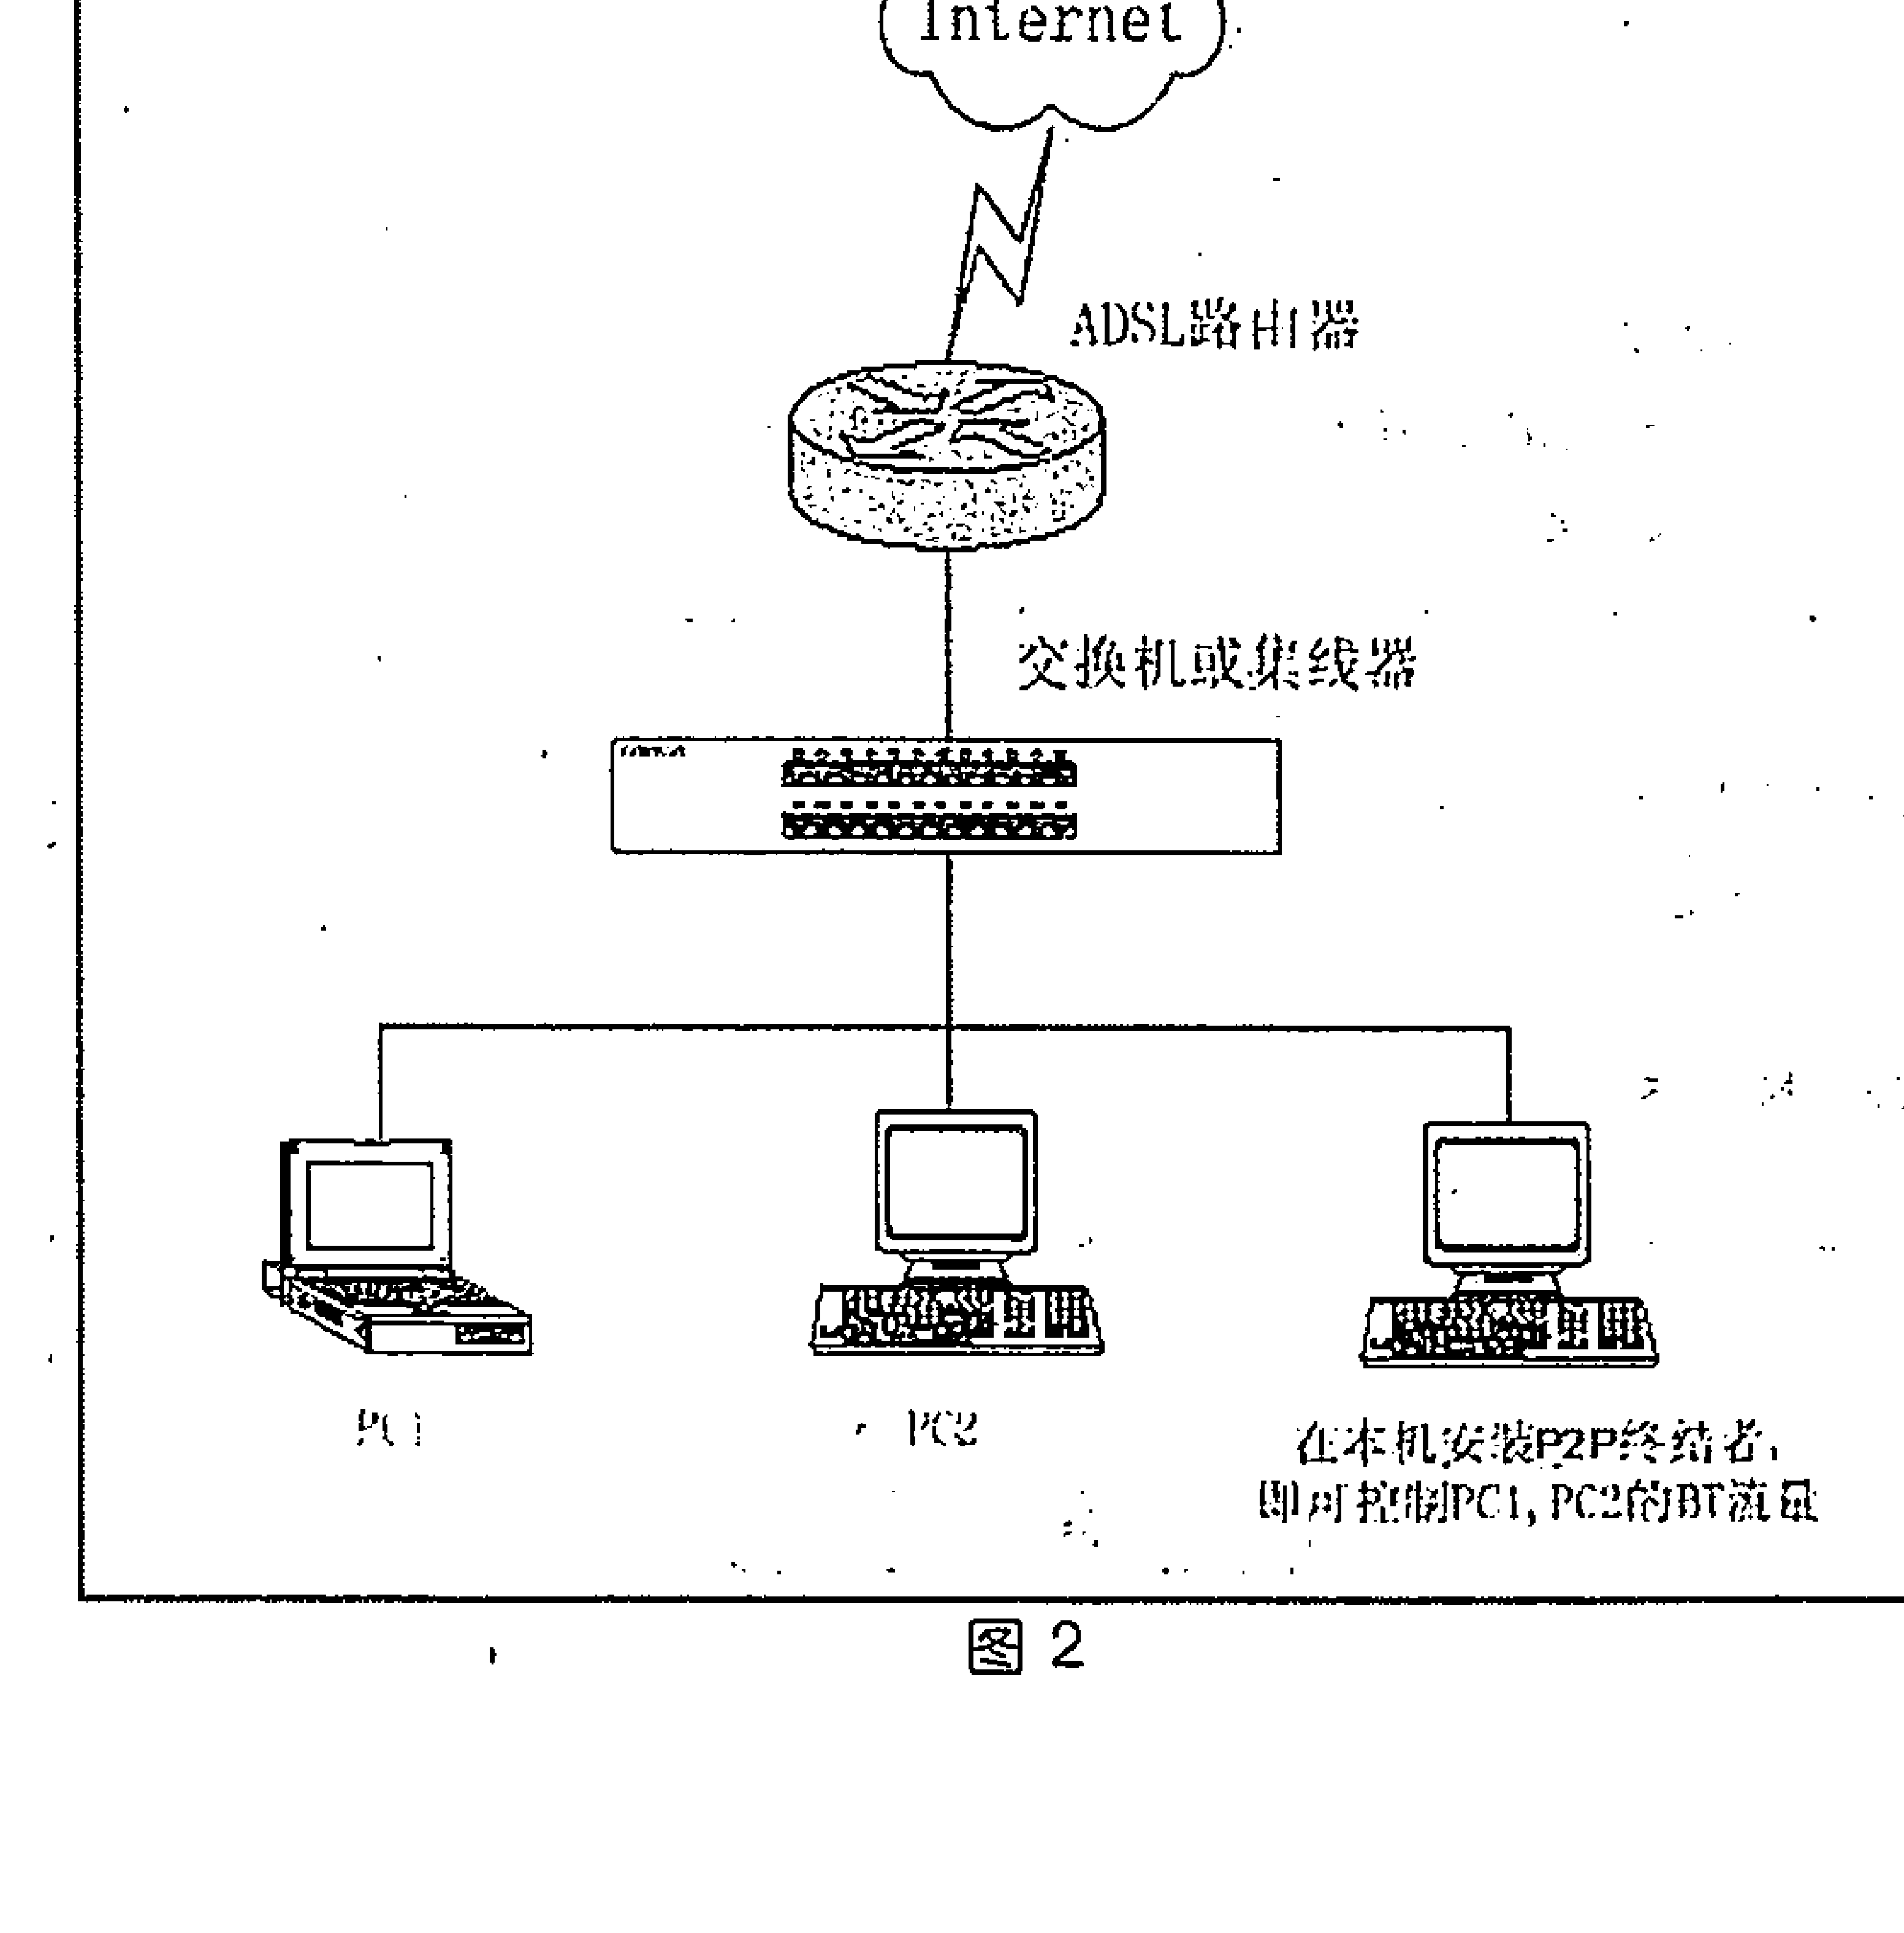 Internet
ADSL路由器
交换机或集线器
PC1
PC2
在本机安装P2P终结者,
即可控制PC1, PC2的BT流量
图 2